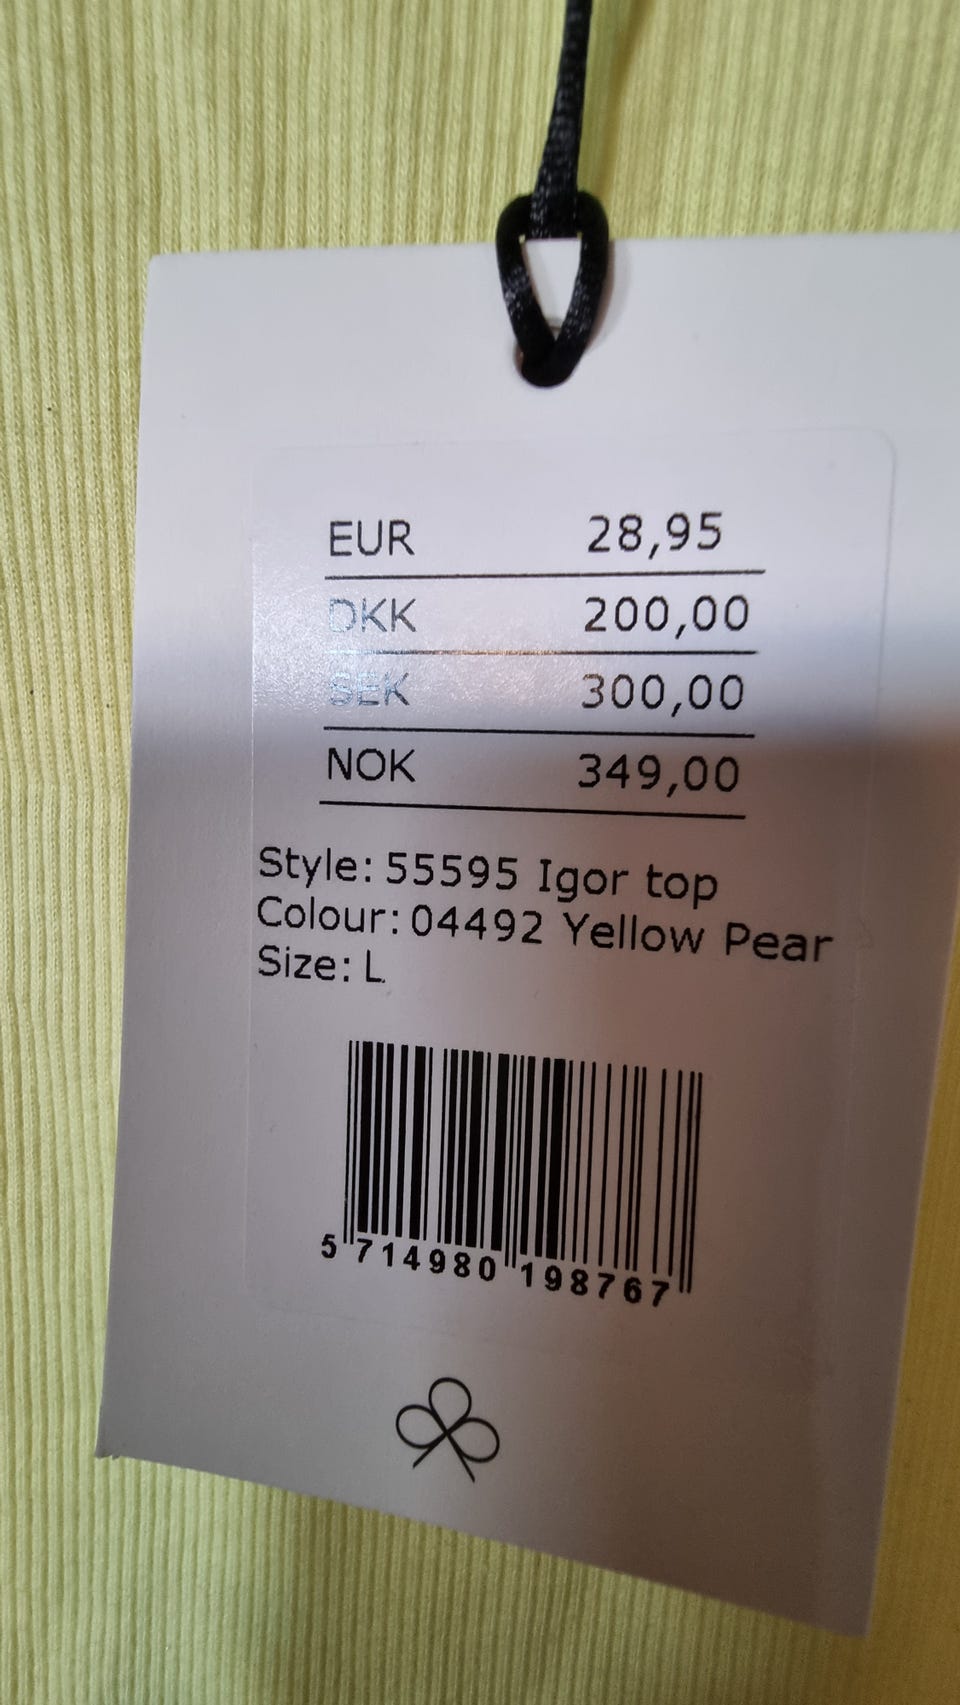 EUR 28,95
DKK 200,00
SEK 300,00
NOK 349,00
Style: 55595 Igor top
Colour: 04492 Yellow Pear
Size: L
5 714980 198767